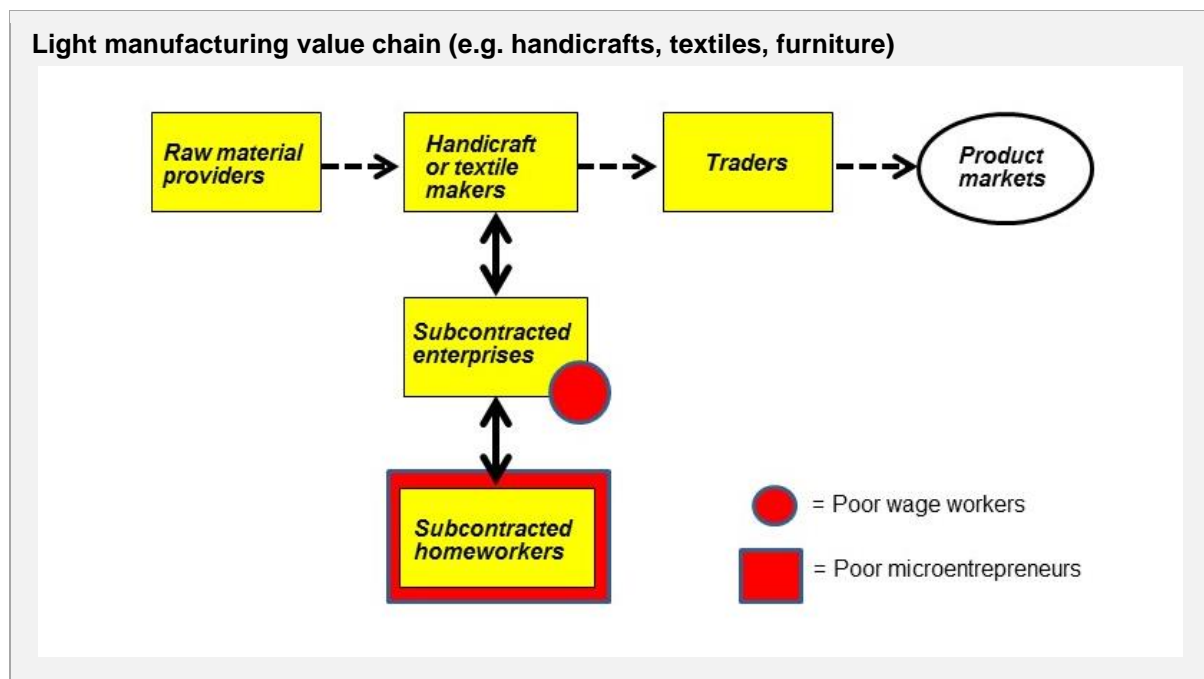 Light manufacturing value chain (e.g. handicrafts, textiles, furniture)
Raw material
providers
Handicraft
or textile
makers
Traders
Product
markets
Subcontracted
enterprises
Subcontracted
homeworkers
= Poor wage workers
= Poor microentrepreneurs